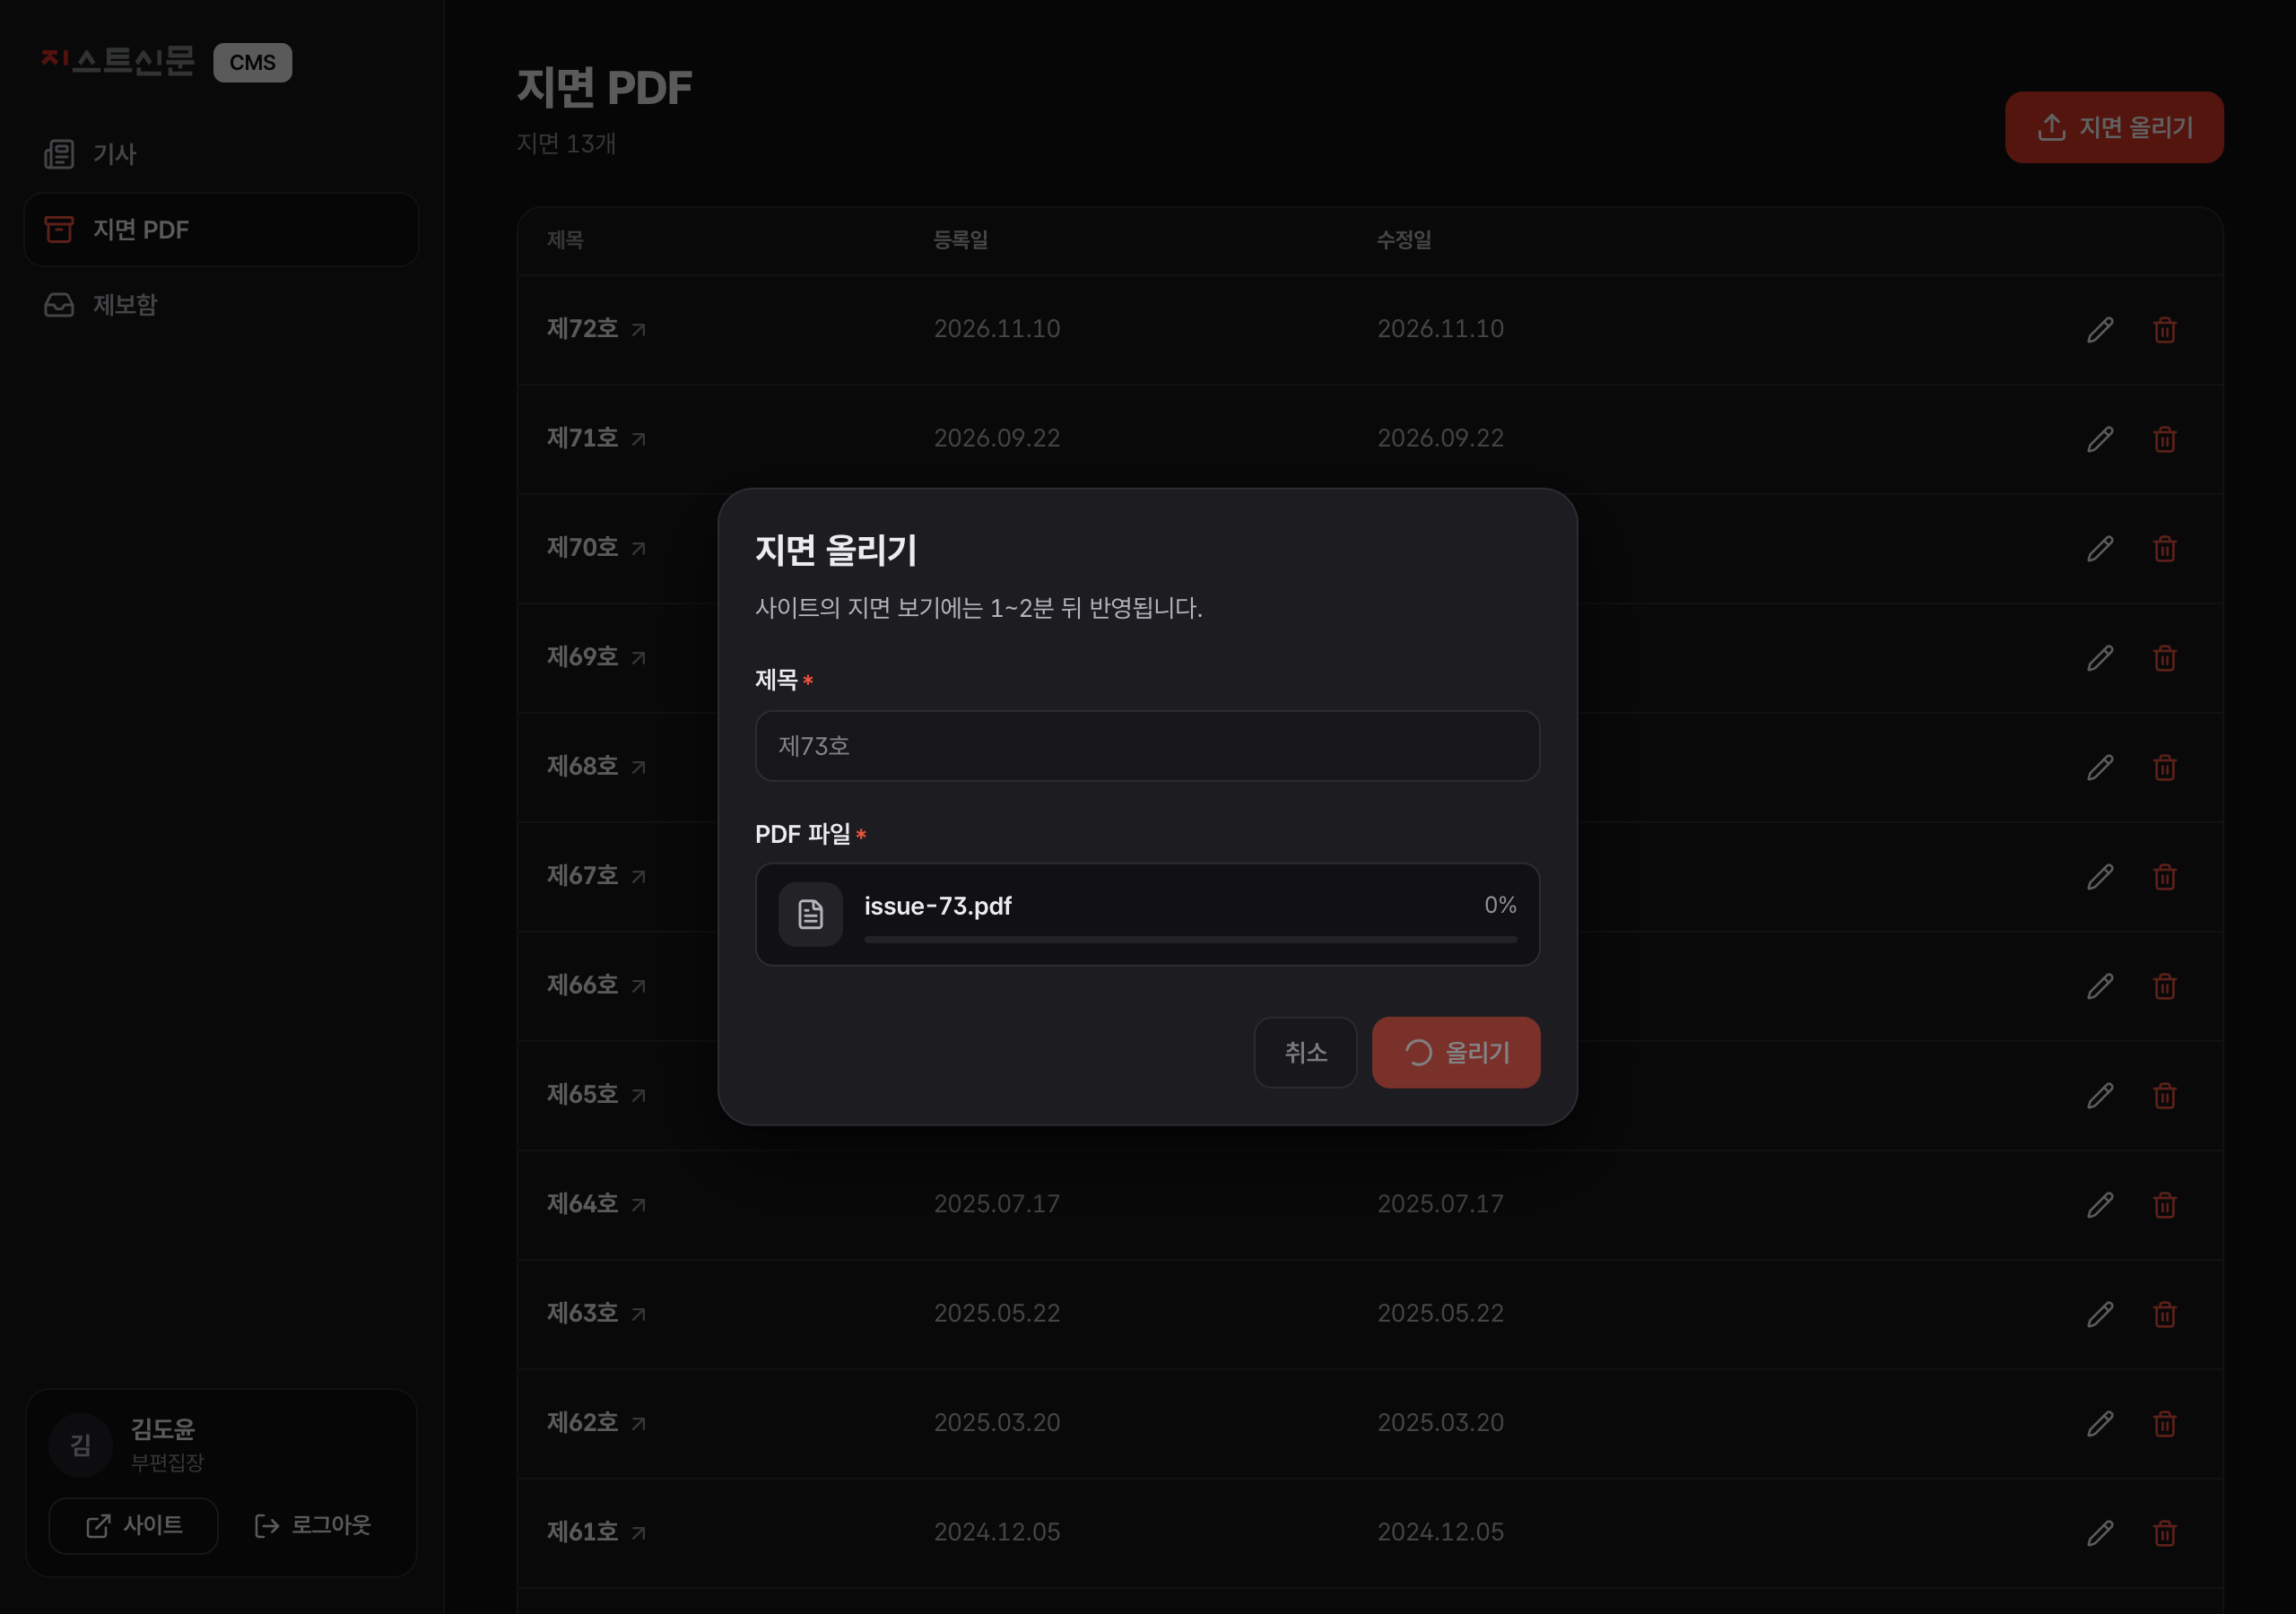 지스트신문 CMS
기사
지면 PDF
제보함
김
김도윤
부편집장
사이트
로그아웃
지면 PDF
지면 13개
지면 올리기
제목 등록일 수정일
제72호 2026.11.10 2026.11.10
제71호 2026.09.22 2026.09.22
제70호
제69호
제68호
제67호
제66호
제65호
제64호 2025.07.17 2025.07.17
제63호 2025.05.22 2025.05.22
제62호 2025.03.20 2025.03.20
제61호 2024.12.05 2024.12.05
지면 올리기
사이트의 지면 보기에는 1~2분 뒤 반영됩니다.
제목 *
제73호
PDF 파일 *
issue-73.pdf 0%
취소 올리기